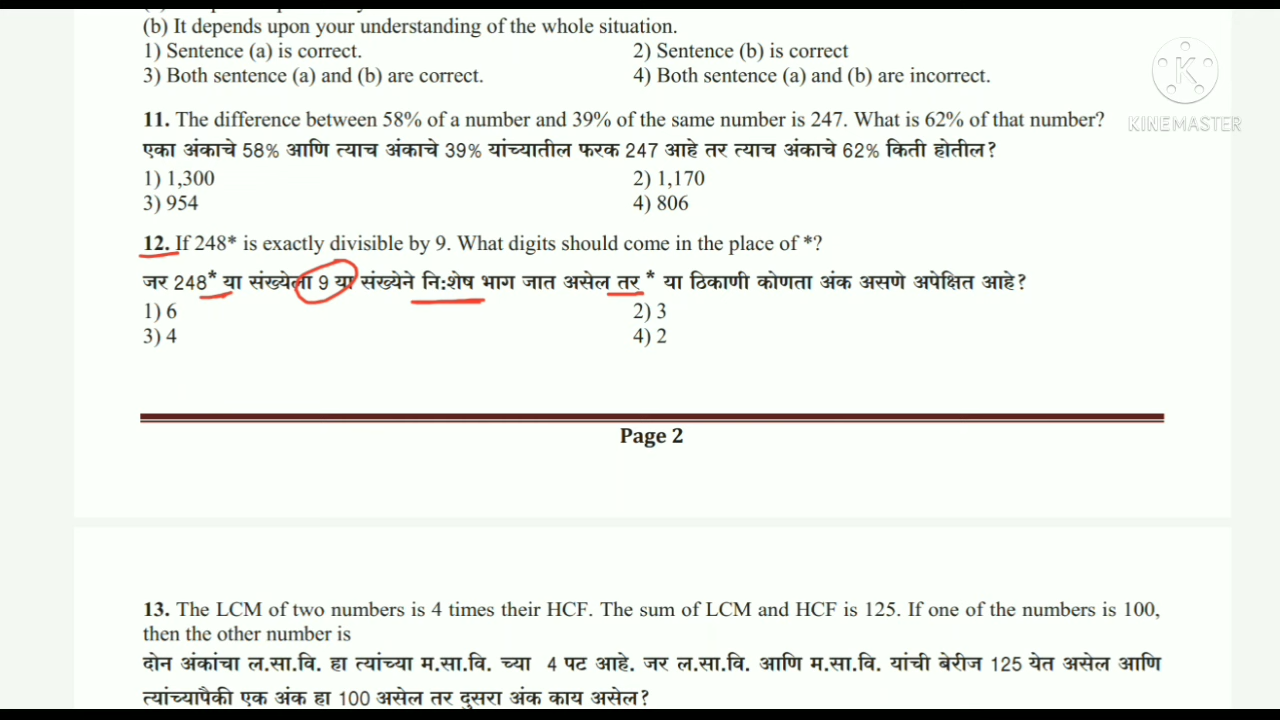 (b) It depends upon your understanding of the whole situation.
1) Sentence (a) is correct. 2) Sentence (b) is correct
3) Both sentence (a) and (b) are correct. 4) Both sentence (a) and (b) are incorrect.
K
KINEMASTER
11. The difference between 58% of a number and 39% of the same number is 247. What is 62% of that number?
एका अंकाचे 58% आणि त्याच अंकाचे 39% यांच्यातील फरक 247 आहे तर त्याच अंकाचे 62% किती होतील?
1) 1,300 2) 1,170
3) 954 4) 806
12. If 248* is exactly divisible by 9. What digits should come in the place of *?
जर 248* या संख्येला 9 या संख्येने नि:शेष भाग जात असेल तर * या ठिकाणी कोणता अंक असणे अपेक्षित आहे?
1) 6 2) 3
3) 4 4) 2
Page 2
13. The LCM of two numbers is 4 times their HCF. The sum of LCM and HCF is 125. If one of the numbers is 100,
then the other number is
दोन अंकांचा ल.सा.वि. हा त्यांच्या म.सा.वि. च्या 4 पट आहे. जर ल.सा.वि. आणि म.सा.वि. यांची बेरीज 125 येत असेल आणि
त्यांच्यापैकी एक अंक हा 100 असेल तर दुसरा अंक काय असेल?